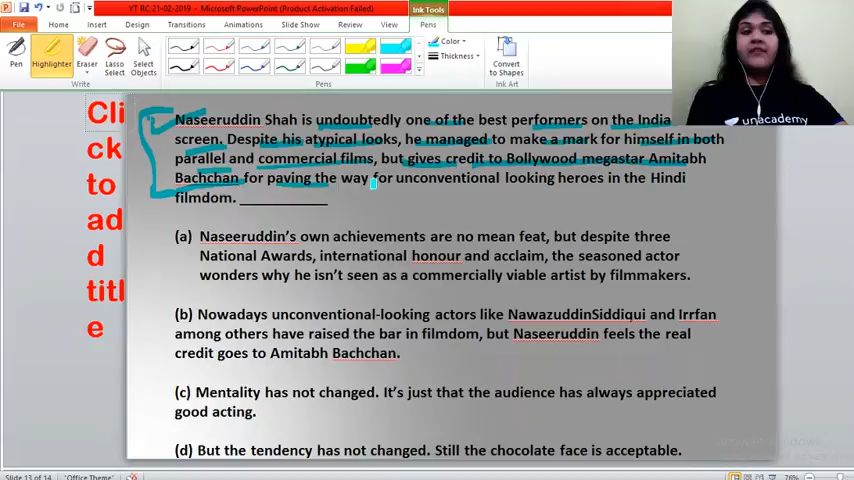 YT RC:21-02-2019 - PowerPoint (Product Activation Failed)
Ink Tools
File Home Insert Design Transitions Animations Slide Show Review View Pens
Pen Highlighter Eraser Lasso Select Select Objects
Color
Thickness
Convert to Shapes
Write Pens Ink Art
unacademy
Cli
ck
to
ad
d
titl
e
Naseeruddin Shah is undoubtedly one of the best performers on the India
screen. Despite his atypical looks, he managed to make a mark for himself in both
parallel and commercial films, but gives credit to Bollywood megastar Amitabh
Bachchan for paving the way for unconventional looking heroes in the Hindi
filmdom. ____________
(a) Naseeruddin's own achievements are no mean feat, but despite three
National Awards, international honour and acclaim, the seasoned actor
wonders why he isn't seen as a commercially viable artist by filmmakers.
(b) Nowadays unconventional-looking actors like NawazuddinSiddiqui and Irrfan
among others have raised the bar in filmdom, but Naseeruddin feels the real
credit goes to Amitabh Bachchan.
(c) Mentality has not changed. It's just that the audience has always appreciated
good acting.
(d) But the tendency has not changed. Still the chocolate face is acceptable.
Slide 13 of 14 "Office Theme" 76%